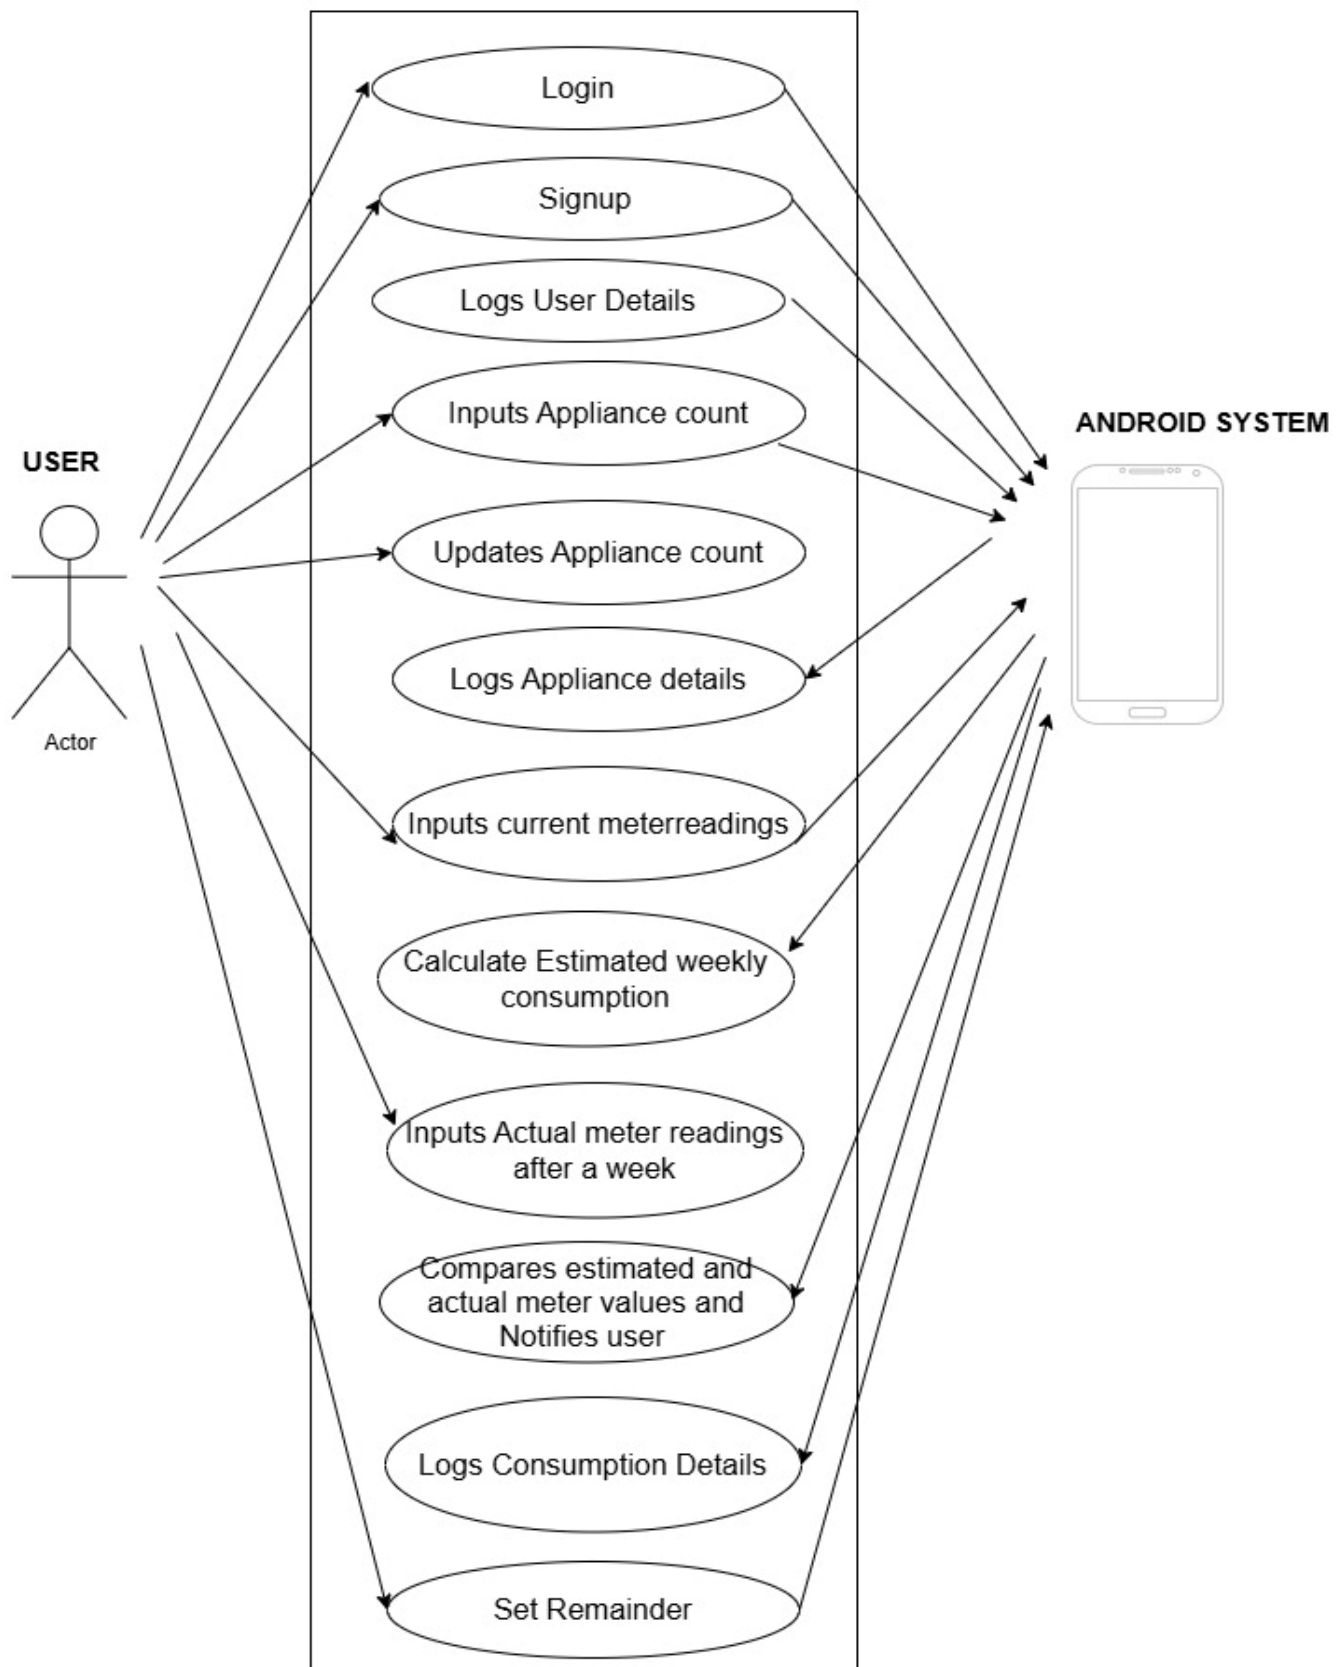 Login
Signup
Logs User Details
Inputs Appliance count
ANDROID SYSTEM
USER
Updates Appliance count
Logs Appliance details
Actor
Inputs current meterreadings
Calculate Estimated weekly
consumption
Inputs Actual meter readings
after a week
Compares estimated and
actual meter values and
Notifies user
Logs Consumption Details
Set Remainder